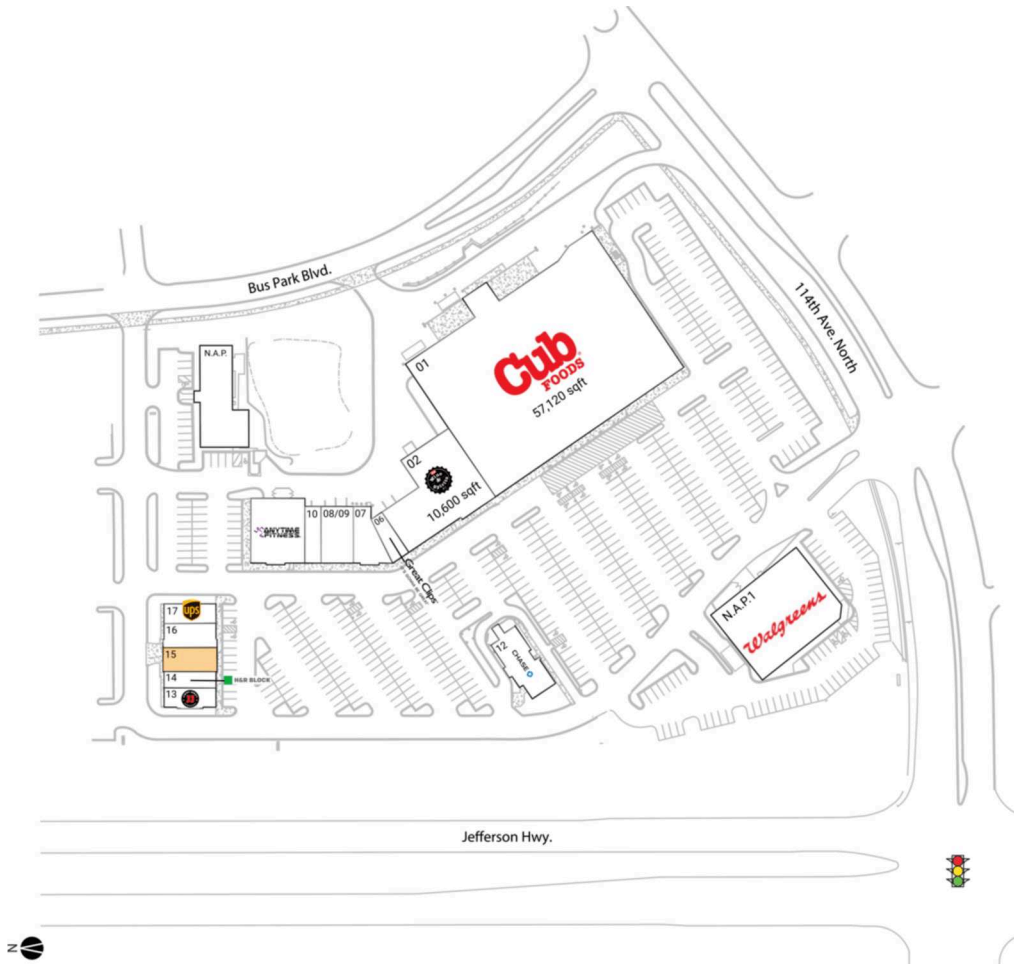 Bus Park Blvd.
114th Ave. North
N.A.P.
01
Cub
FOODS
57,120 sqft
02
10,600 sqft
ANYTIME
FITNESS
10
08/09
07
06
Great Clips
17
ups
16
15
14
H&R BLOCK
13
12
CHASE
N.A.P.1
Walgreens
Jefferson Hwy.
N